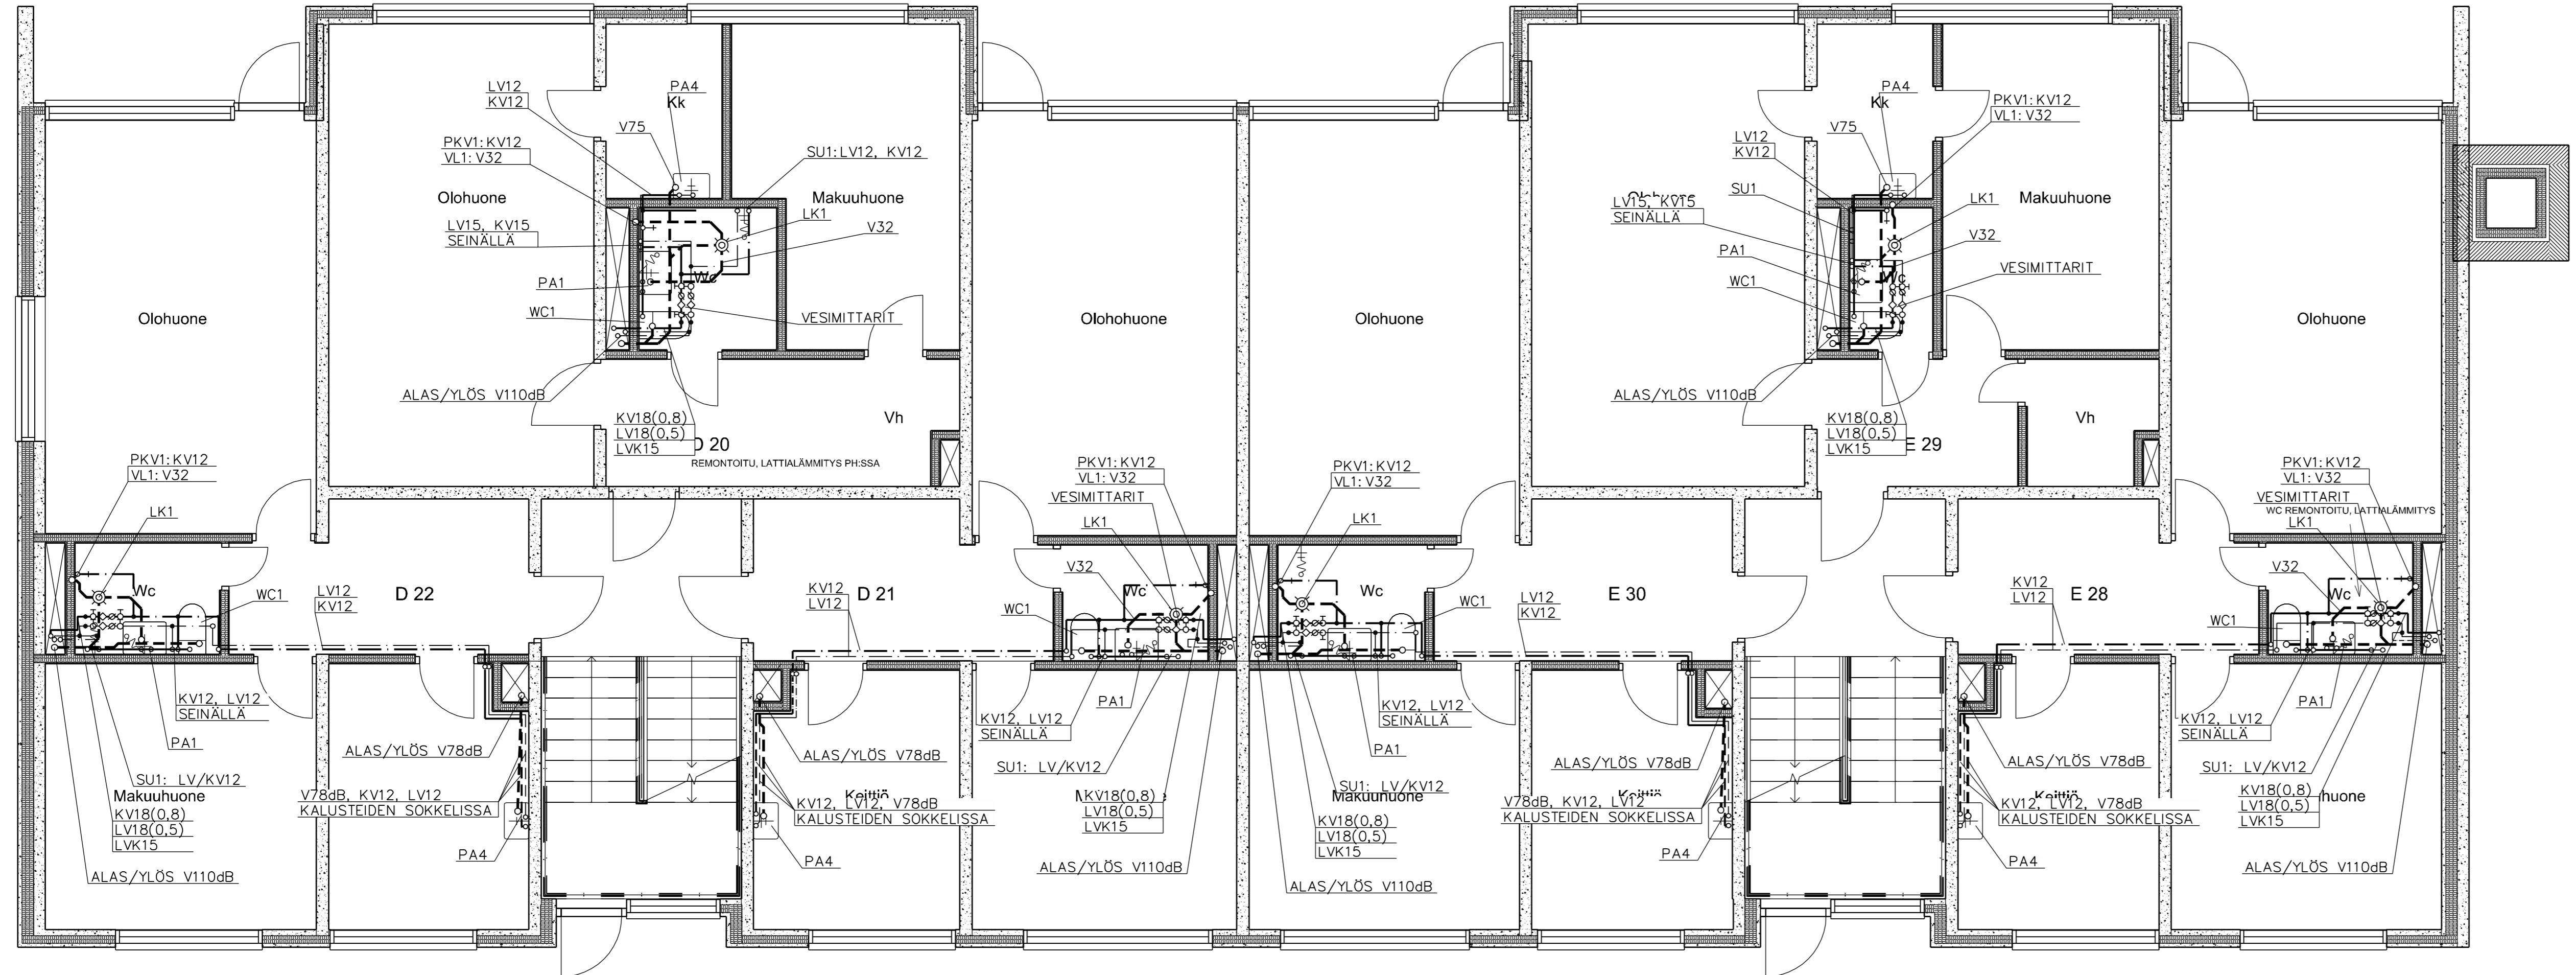 LV12
KV12
PA4
Kk
V75
PKV1: KV12
VL1: V32
SU1: LV12, KV12
Olohuone
Makuuhuone
LK1
LV15, KV15
SEINÄLLÄ
V32
Wc
PA1
WC1
VESIMITTARIT
ALAS/YLÖS V110dB
KV18(0,8)
LV18(0,5)
LVK15
D 20
REMONTOITU, LATTIALÄMMITYS PH:SSA
Vh
Olohuone
Olohohuone
Olohuone
PA4
Kk
PKV1: KV12
VL1: V32
V75
LV12
KV12
SU1
Olohuone
LV15, KV15
SEINÄLLÄ
LK1
Makuuhuone
V32
PA1
Wc
VESIMITTARIT
WC1
ALAS/YLÖS V110dB
KV18(0,8)
LV18(0,5)
LVK15
E 29
Vh
Olohuone
PKV1: KV12
VL1: V32
LK1
Wc
WC1
LV12
KV12
D 22
KV12, LV12
SEINÄLLÄ
PA1
SU1: LV/KV12
Makuuhuone
KV18(0,8)
LV18(0,5)
LVK15
ALAS/YLÖS V110dB
ALAS/YLÖS V78dB
V78dB, KV12, LV12
KALUSTEIDEN SOKKELISSA
PA4
PKV1: KV12
VL1: V32
VESIMITTARIT
LK1
V32
Wc
WC1
KV12
LV12
D 21
ALAS/YLÖS V78dB
Keittiö
KV12, LV12, V78dB
KALUSTEIDEN SOKKELISSA
PA4
KV12, LV12
SEINÄLLÄ
PA1
SU1: LV/KV12
KV18(0,8)
LV18(0,5)
LVK15
ALAS/YLÖS V110dB
PKV1: KV12
VL1: V32
LK1
Wc
WC1
LV12
KV12
E 30
KV12, LV12
SEINÄLLÄ
PA1
SU1: LV/KV12
Makuuhuone
KV18(0,8)
LV18(0,5)
LVK15
ALAS/YLÖS V110dB
ALAS/YLÖS V78dB
Keittiö
V78dB, KV12, LV12
KALUSTEIDEN SOKKELISSA
PA4
PKV1: KV12
VL1: V32
VESIMITTARIT
WC REMONTOITU, LATTIALÄMMITYS
LK1
V32
Wc
WC1
KV12
LV12
E 28
ALAS/YLÖS V78dB
Keittiö
KV12, LV12, V78dB
KALUSTEIDEN SOKKELISSA
PA4
KV12, LV12
SEINÄLLÄ
PA1
SU1: LV/KV12
KV18(0,8)
LV18(0,5)
LVK15
ALAS/YLÖS V110dB